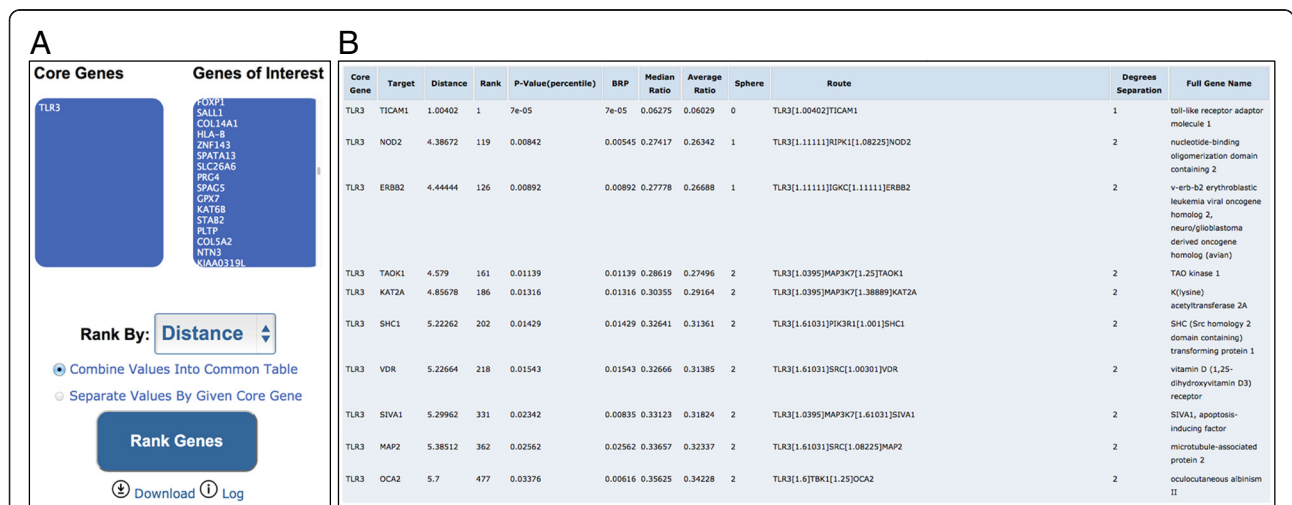 A
Core Genes
Genes of Interest
TLR3
FOXP1
SALL1
COL14A1
HLA-B
ZNF143
SPATA13
SLC26A6
PRG4
SPAG5
GPX7
KAT6B
STAB2
PLTP
COL5A2
NTN3
KIAA0319L
Rank By: Distance
Combine Values Into Common Table
Separate Values By Given Core Gene
Rank Genes
Download Log
B
Core Gene Target Distance Rank P-Value(percentile) BRP Median Ratio Average Ratio Sphere Route Degrees Separation Full Gene Name
TLR3 TICAM1 1.00402 1 7e-05 7e-05 0.06275 0.06029 0 TLR3[1.00402]TICAM1 1 toll-like receptor adaptor
molecule 1
TLR3 NOD2 4.38672 119 0.00842 0.00545 0.27417 0.26342 1 TLR3[1.11111]RIPK1[1.08225]NOD2 2 nucleotide-binding
oligomerization domain
containing 2
TLR3 ERBB2 4.44444 126 0.00892 0.00892 0.27778 0.26688 1 TLR3[1.11111]IGKC[1.11111]ERBB2 2 v-erb-b2 erythroblastic
leukemia viral oncogene
homolog 2,
neuro/glioblastoma
derived oncogene
homolog (avian)
TLR3 TAOK1 4.579 161 0.01139 0.01139 0.28619 0.27496 2 TLR3[1.0395]MAP3K7[1.25]TAOK1 2 TAO kinase 1
TLR3 KAT2A 4.85678 186 0.01316 0.01316 0.30355 0.29164 2 TLR3[1.0395]MAP3K7[1.38889]KAT2A 2 K(lysine)
acetyltransferase 2A
TLR3 SHC1 5.22262 202 0.01429 0.01429 0.32641 0.31361 2 TLR3[1.61031]PIK3R1[1.001]SHC1 2 SHC (Src homology 2
domain containing)
transforming protein 1
TLR3 VDR 5.22664 218 0.01543 0.01543 0.32666 0.31385 2 TLR3[1.61031]SRC[1.00301]VDR 2 vitamin D (1,25-
dihydroxyvitamin D3)
receptor
TLR3 SIVA1 5.29962 331 0.02342 0.00835 0.33123 0.31824 2 TLR3[1.0395]MAP3K7[1.61031]SIVA1 2 SIVA1, apoptosis-
inducing factor
TLR3 MAP2 5.38512 362 0.02562 0.02562 0.33657 0.32337 2 TLR3[1.61031]SRC[1.08225]MAP2 2 microtubule-associated
protein 2
TLR3 OCA2 5.7 477 0.03376 0.00616 0.35625 0.34228 2 TLR3[1.6]TBK1[1.25]OCA2 2 oculocutaneous albinism
II